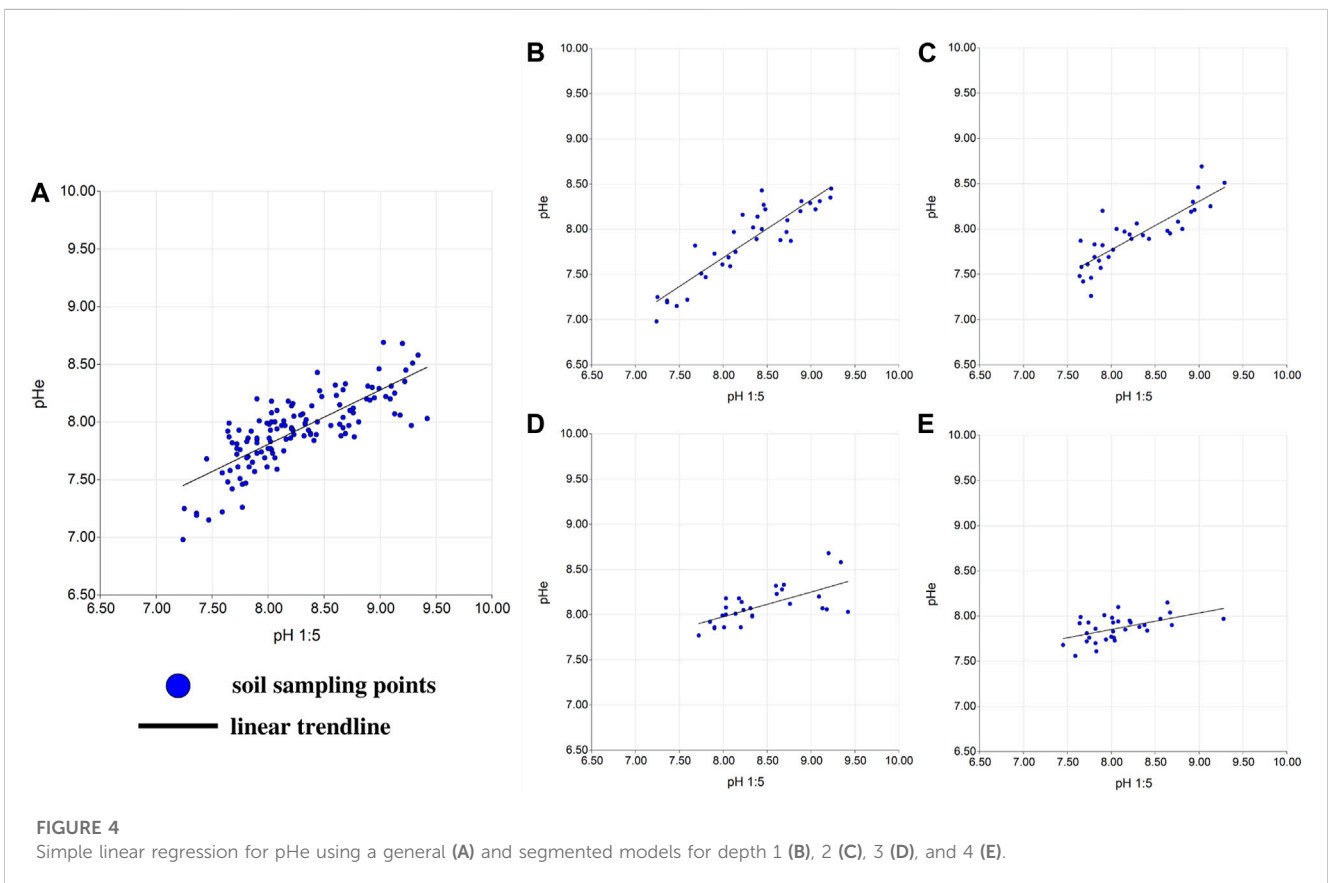 A
10.00
9.50
9.00
8.50
8.00
7.50
7.00
6.50
pHe
6.50 7.00 7.50 8.00 8.50 9.00 9.50 10.00
pH 1:5
soil sampling points
linear trendline
B
10.00
9.50
9.00
8.50
8.00
7.50
7.00
6.50
pHe
6.50 7.00 7.50 8.00 8.50 9.00 9.50 10.00
pH 1:5
C
10.00
9.50
9.00
8.50
8.00
7.50
7.00
6.50
pHe
6.50 7.00 7.50 8.00 8.50 9.00 9.50 10.00
pH 1:5
D
10.00
9.50
9.00
8.50
8.00
7.50
7.00
6.50
pHe
6.50 7.00 7.50 8.00 8.50 9.00 9.50 10.00
pH 1:5
E
10.00
9.50
9.00
8.50
8.00
7.50
7.00
6.50
pHe
6.50 7.00 7.50 8.00 8.50 9.00 9.50 10.00
pH 1:5
FIGURE 4
Simple linear regression for pHe using a general (A) and segmented models for depth 1 (B), 2 (C), 3 (D), and 4 (E).